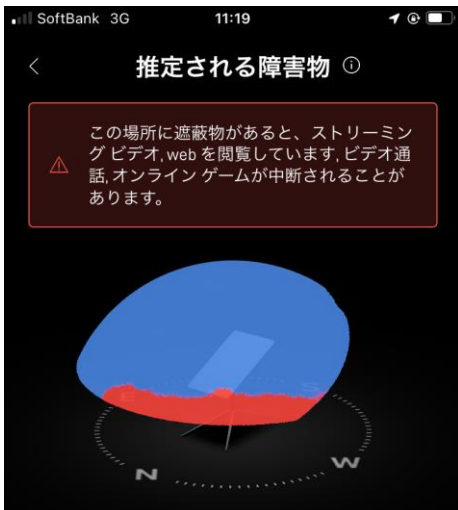 SoftBank 3G 11:19
推定される障害物
この場所に遮蔽物があると、ストリーミン
グ ビデオ, web を閲覧しています, ビデオ通
話, オンライン ゲームが中断されることが
あります。
E S
N W